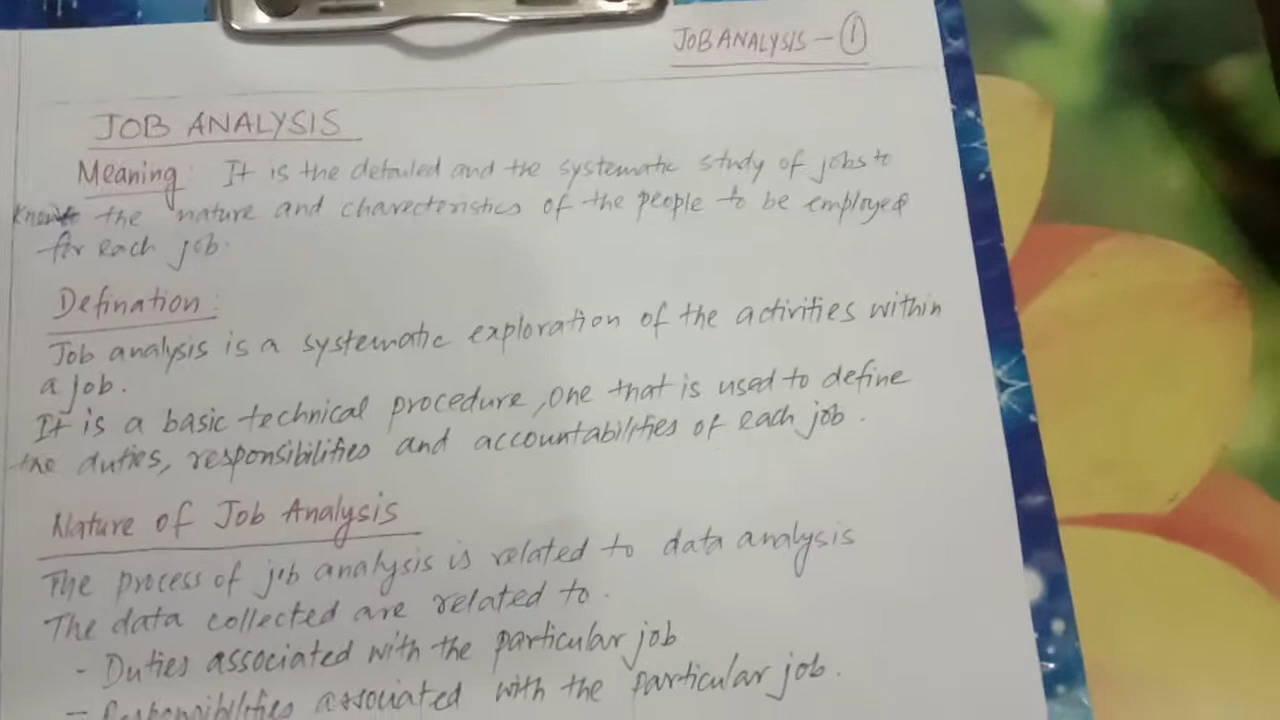 JOB ANALYSIS - 1
JOB ANALYSIS
Meaning: It is the detailed and the systematic study of jobs to
know the nature and charecteristics of the people to be employed
for each job.
Defination:
Job analysis is a systematic exploration of the activities within
a job.
It is a basic technical procedure, one that is used to define
the duties, responsibilities and accountabilities of each job.
Nature of Job Analysis
The process of job analysis is related to data analysis
The data collected are related to.
- Duties associated with the particular job
- Responsibilities associated with the particular job.